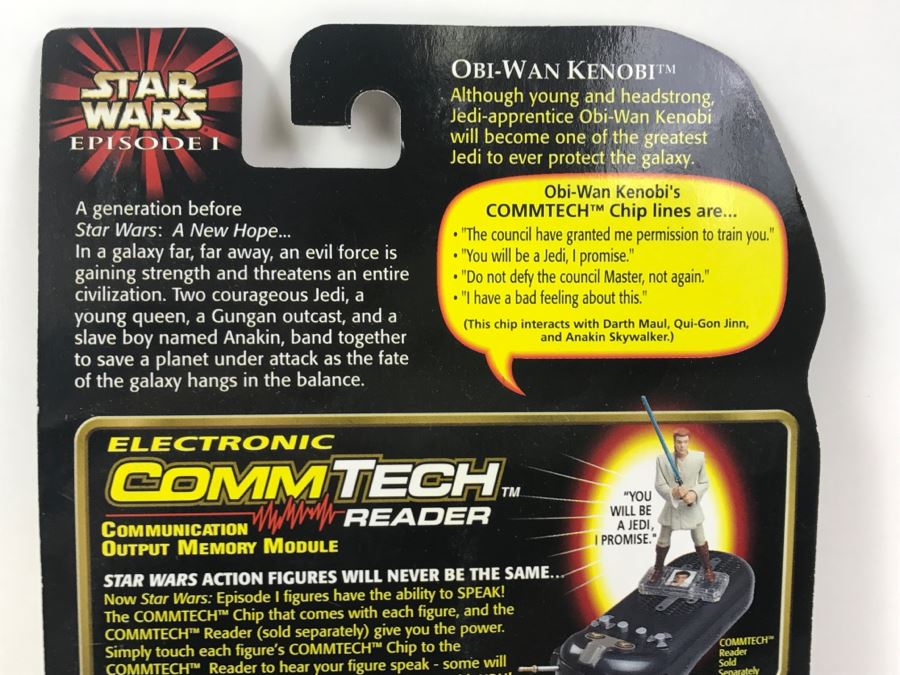 STAR
WARS
EPISODE I
OBI-WAN KENOBI™
Although young and headstrong,
Jedi-apprentice Obi-Wan Kenobi
will become one of the greatest
Jedi to ever protect the galaxy.
Obi-Wan Kenobi's
COMMTECH™ Chip lines are...
• "The council have granted me permission to train you."
• "You will be a Jedi, I promise."
• "Do not defy the council Master, not again."
• "I have a bad feeling about this."
(This chip interacts with Darth Maul, Qui-Gon Jinn,
and Anakin Skywalker.)
A generation before
Star Wars: A New Hope...
In a galaxy far, far away, an evil force is
gaining strength and threatens an entire
civilization. Two courageous Jedi, a
young queen, a Gungan outcast, and a
slave boy named Anakin, band together
to save a planet under attack as the fate
of the galaxy hangs in the balance.
ELECTRONIC
COMMTECH™
READER
COMMUNICATION
OUTPUT MEMORY MODULE
STAR WARS ACTION FIGURES WILL NEVER BE THE SAME...
Now Star Wars: Episode I figures have the ability to SPEAK!
The COMMTECH™ Chip that comes with each figure, and the
COMMTECH™ Reader (sold separately) give you the power.
Simply touch each figure's COMMTECH™ Chip to the
COMMTECH™ Reader to hear your figure speak - some will
"YOU
WILL BE
A JEDI,
I PROMISE."
COMMTECH™
Reader
Sold
Separately